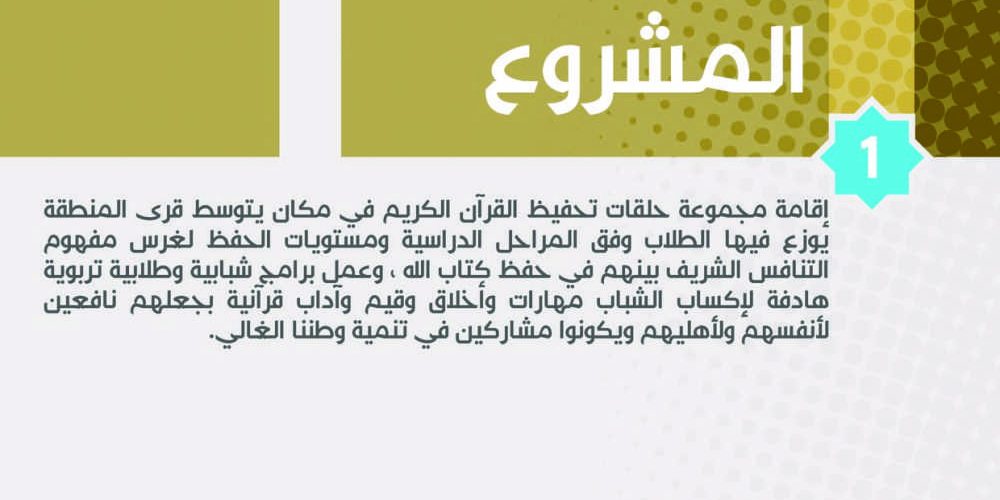 المشروع
1
إقامة مجموعة حلقات تحفيظ القرآن الكريم في مكان يتوسط قرى المنطقة
يوزع فيها الطلاب وفق المراحل الدراسية ومستويات الحفظ لغرس مفهوم
التنافس الشريف بينهم في حفظ كتاب الله ، وعمل برامج شبابية وطلابية تربوية
هادفة لإكساب الشباب مهارات وأخلاق وقيم وآداب قرآنية بجعلهم نافعين
لأنفسهم ولأهليهم ويكونوا مشاركين في تنمية وطننا الغالي.